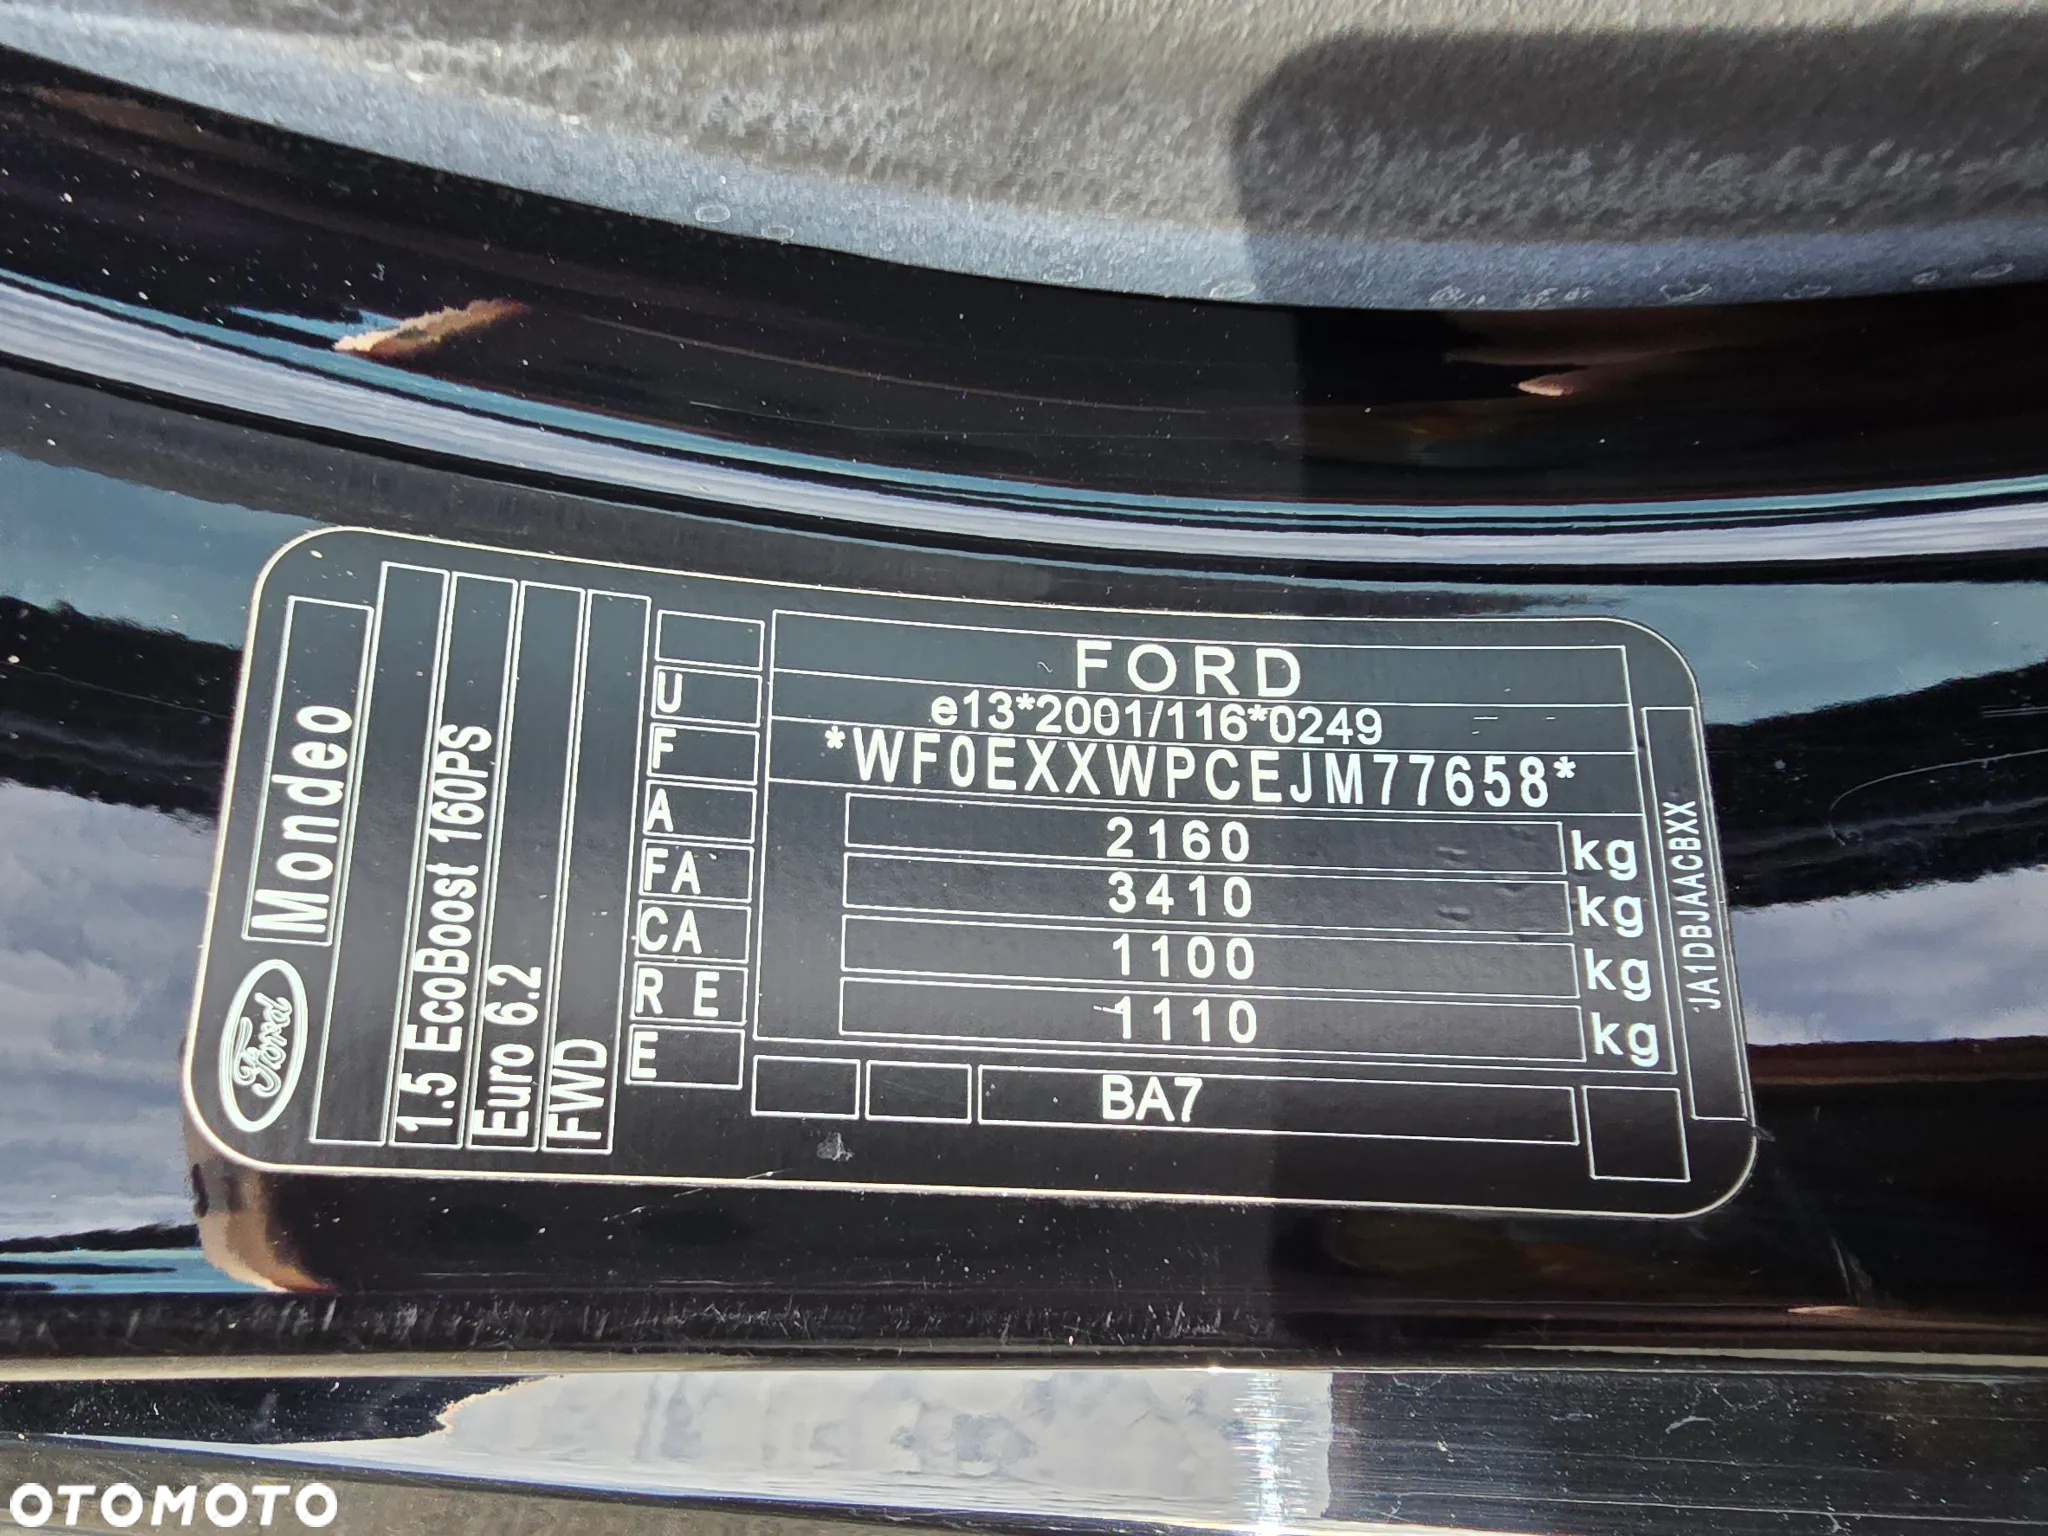 Ford
Mondeo
1.5 EcoBoost 160PS
Euro 6.2
FWD
U
F
A
FA
CA
R E
E
FORD
e13*2001/116*0249
*WF0EXXWPCEJM77658*
2160 kg
3410 kg
1100 kg
1110 kg
BA7
JA1DBJAACBXX
OTOMOTO